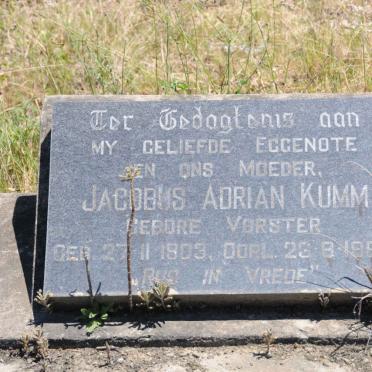 Ter Gedagtenis aan
MY GELIEFDE EGGENOTE
EN ONS MOEDER,
JACOBUS ADRIAN KUMM
GEBORE VORSTER
GEB. 27·11·1903, OORL. 23·8·19
"RUS IN VREDE"